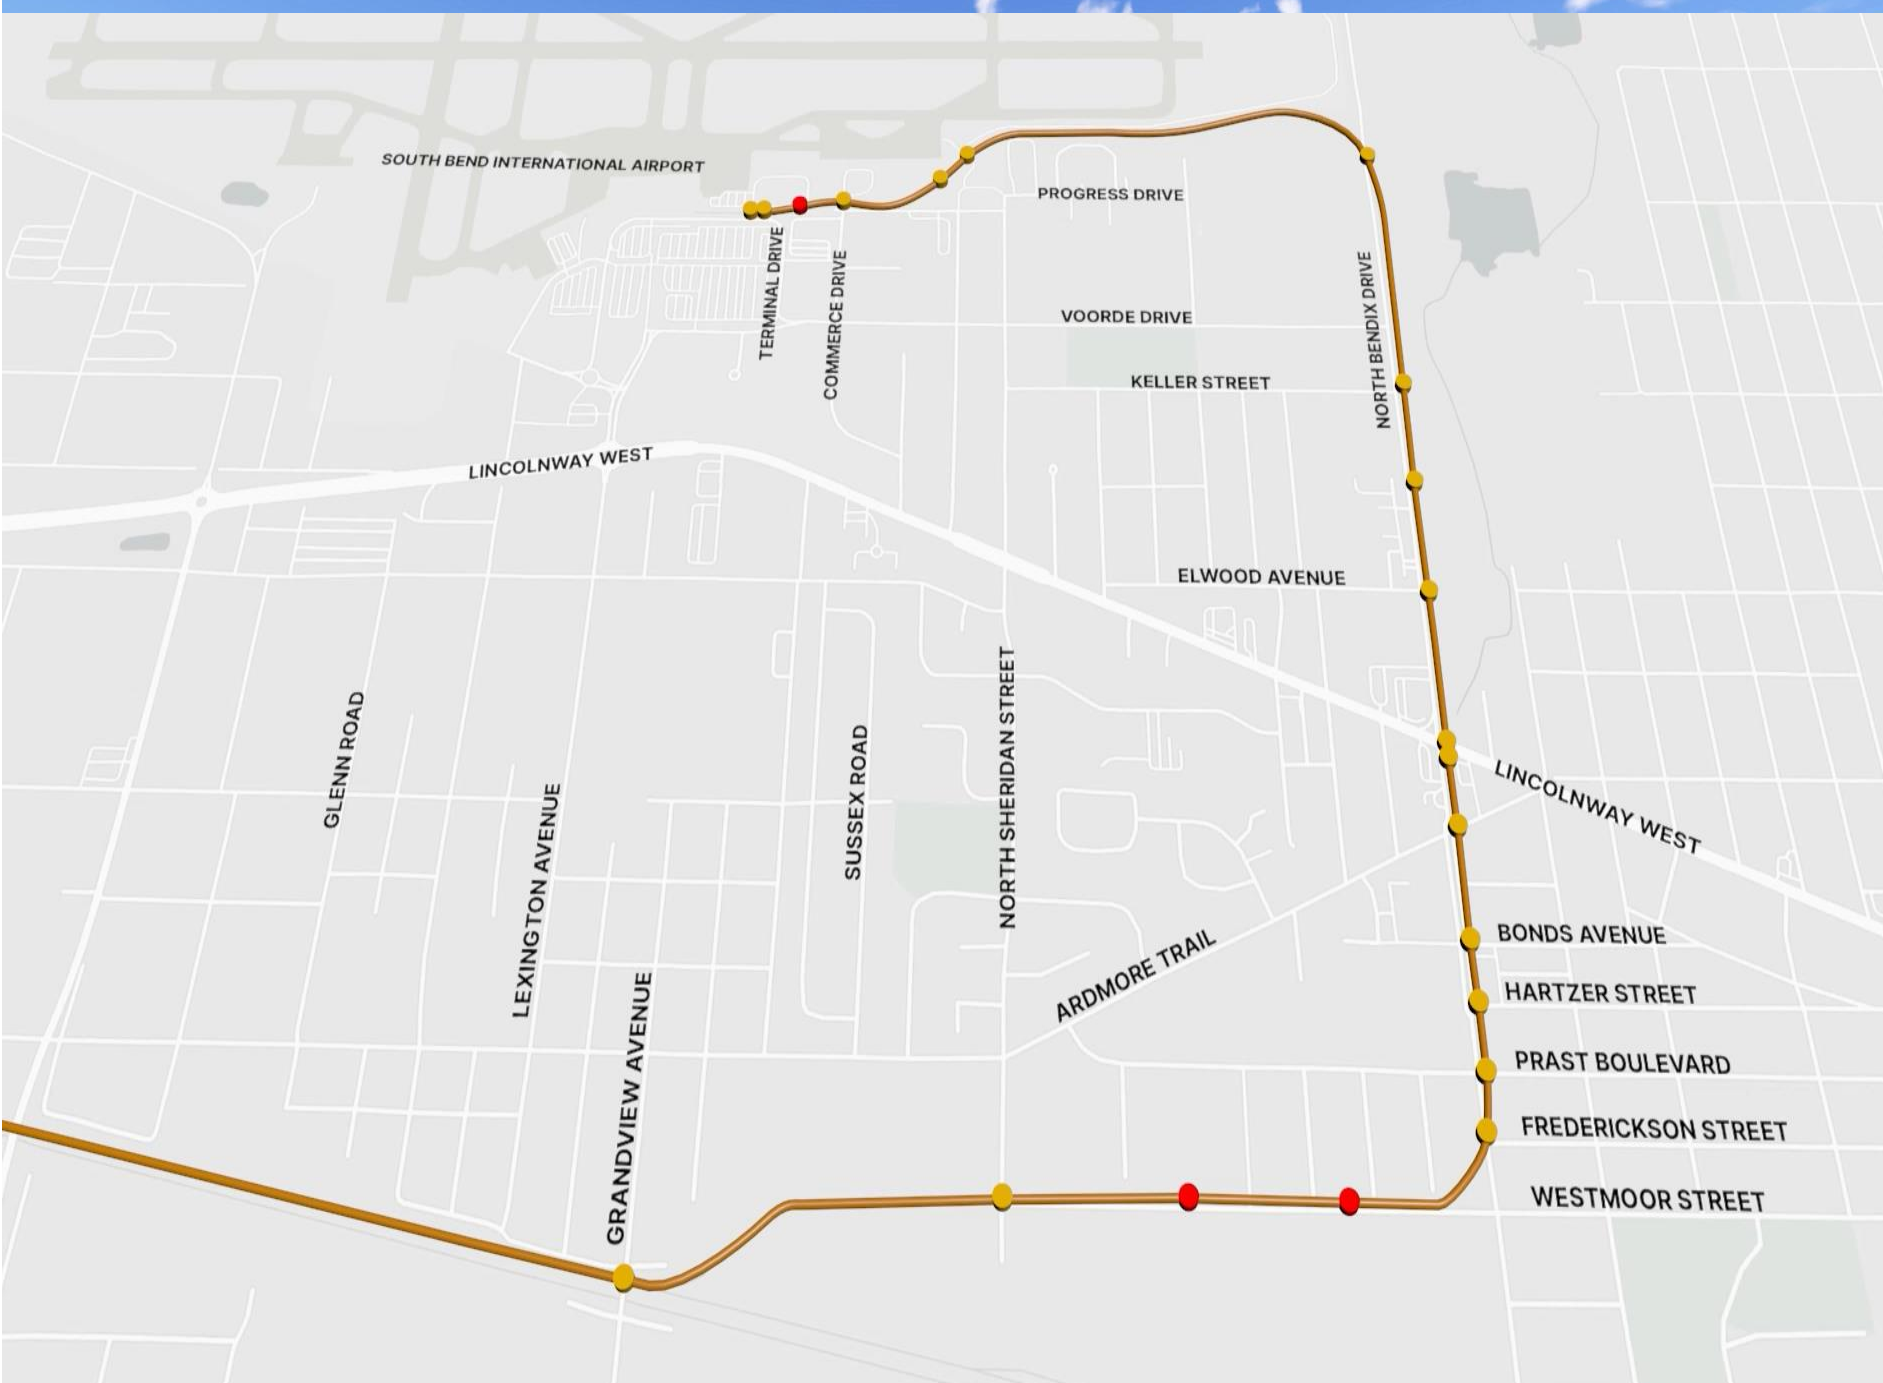 SOUTH BEND INTERNATIONAL AIRPORT
PROGRESS DRIVE
TERMINAL DRIVE
COMMERCE DRIVE
NORTH BENDIX DRIVE
VOORDE DRIVE
KELLER STREET
LINCOLNWAY WEST
ELWOOD AVENUE
GLENN ROAD
LEXINGTON AVENUE
SUSSEX ROAD
NORTH SHERIDAN STREET
LINCOLNWAY WEST
ARDMORE TRAIL
BONDS AVENUE
GRANDVIEW AVENUE
HARTZER STREET
PRAST BOULEVARD
FREDERICKSON STREET
WESTMOOR STREET